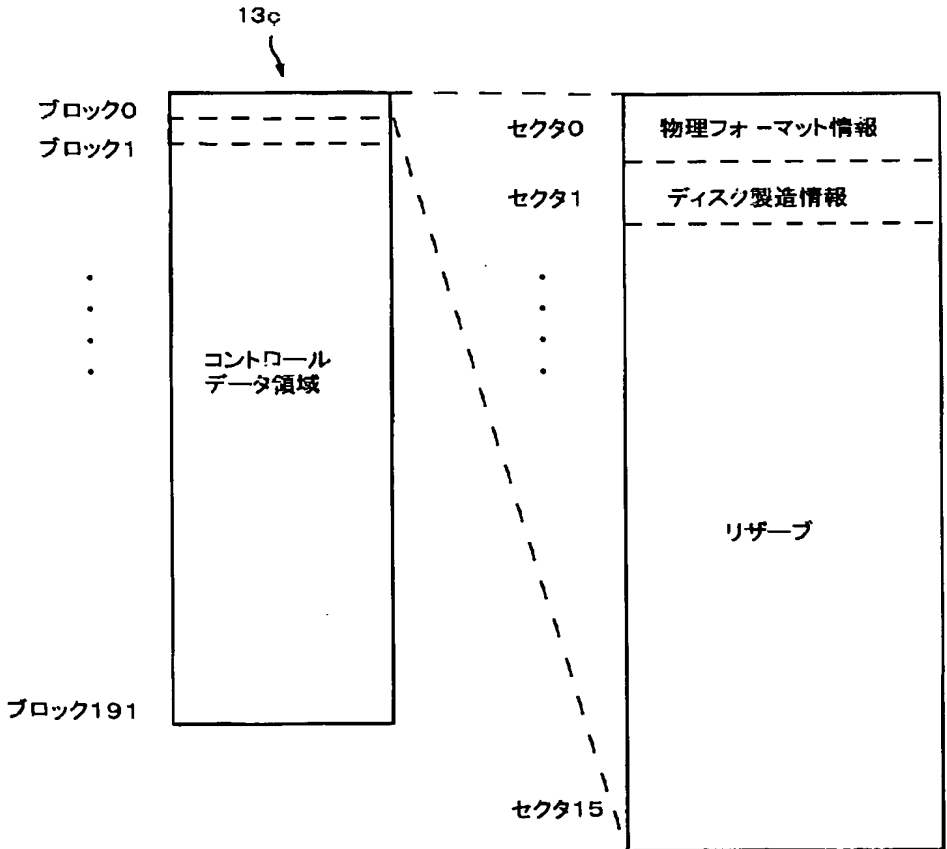 13c
ブロック0
ブロック1
コントロール
データ領域
ブロック191
セクタ0
物理フォーマット情報
セクタ1
ディスク製造情報
リザーブ
セクタ15